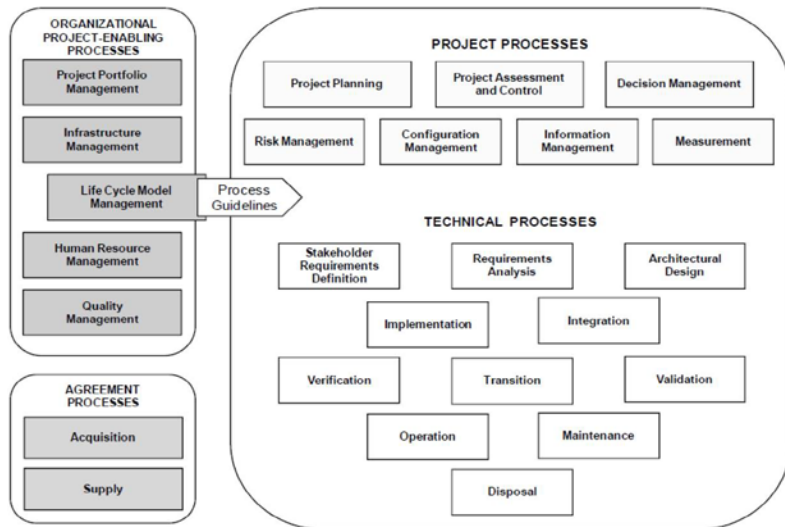 ORGANIZATIONAL
PROJECT-ENABLING
PROCESSES
Project Portfolio
Management
Infrastructure
Management
Life Cycle Model
Management
Human Resource
Management
Quality
Management
AGREEMENT
PROCESSES
Acquisition
Supply
Process
Guidelines
PROJECT PROCESSES
Project Planning
Project Assessment
and Control
Decision Management
Risk Management
Configuration
Management
Information
Management
Measurement
TECHNICAL PROCESSES
Stakeholder
Requirements
Definition
Requirements
Analysis
Architectural
Design
Implementation
Integration
Verification
Transition
Validation
Operation
Maintenance
Disposal